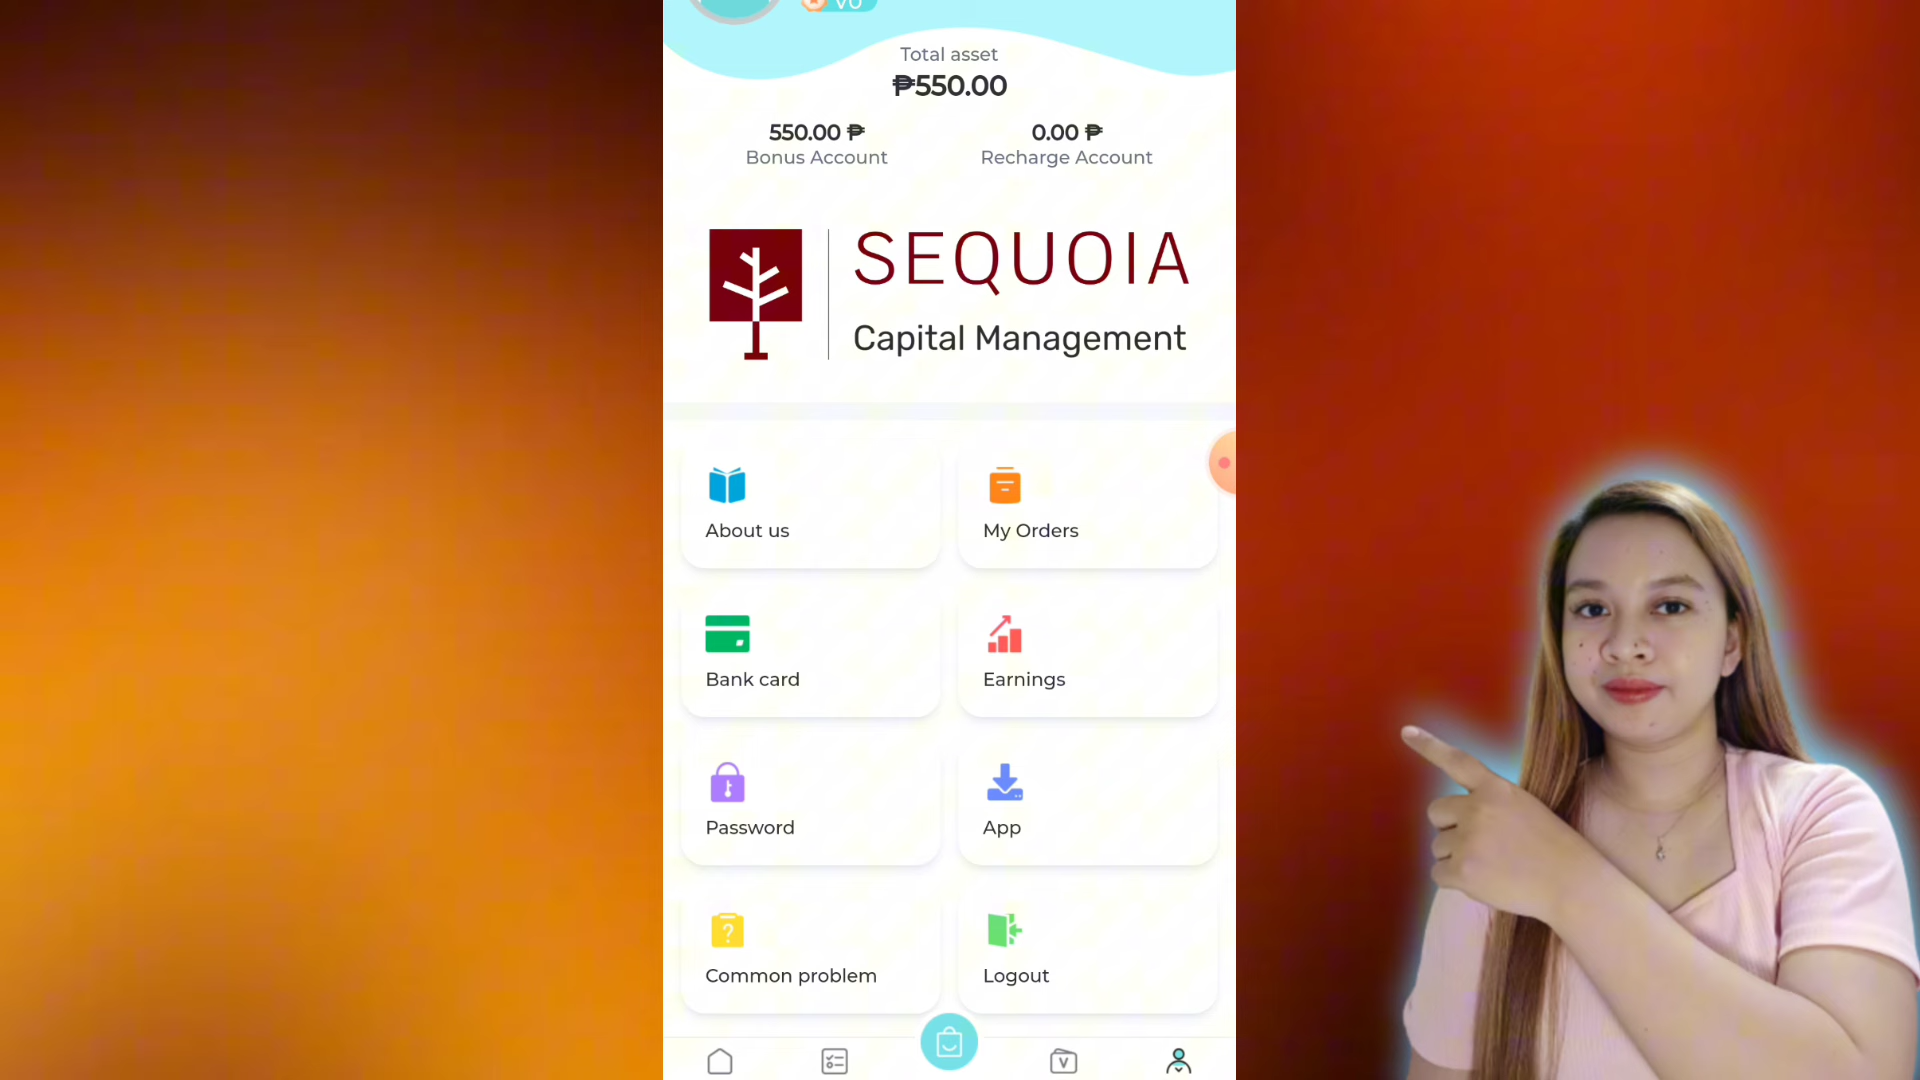 V0
Total asset
₱550.00
550.00 ₱
Bonus Account
0.00 ₱
Recharge Account
SEQUOIA
Capital Management
About us
My Orders
Bank card
Earnings
Password
App
Common problem
Logout
V